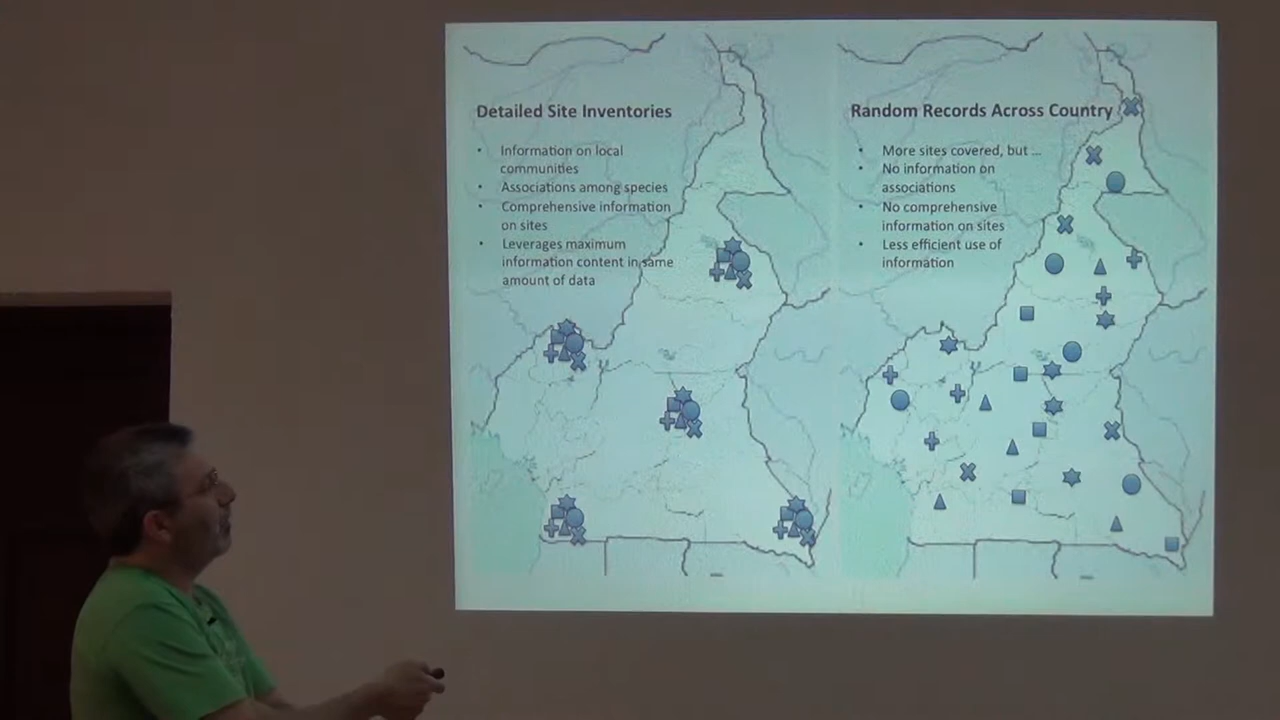 Detailed Site Inventories
• Information on local
communities
• Associations among species
• Comprehensive information
on sites
• Leverages maximum
information content in same
amount of data
Random Records Across Country
• More sites covered, but ...
• No information on
associations
• No comprehensive
information on sites
• Less efficient use of
information